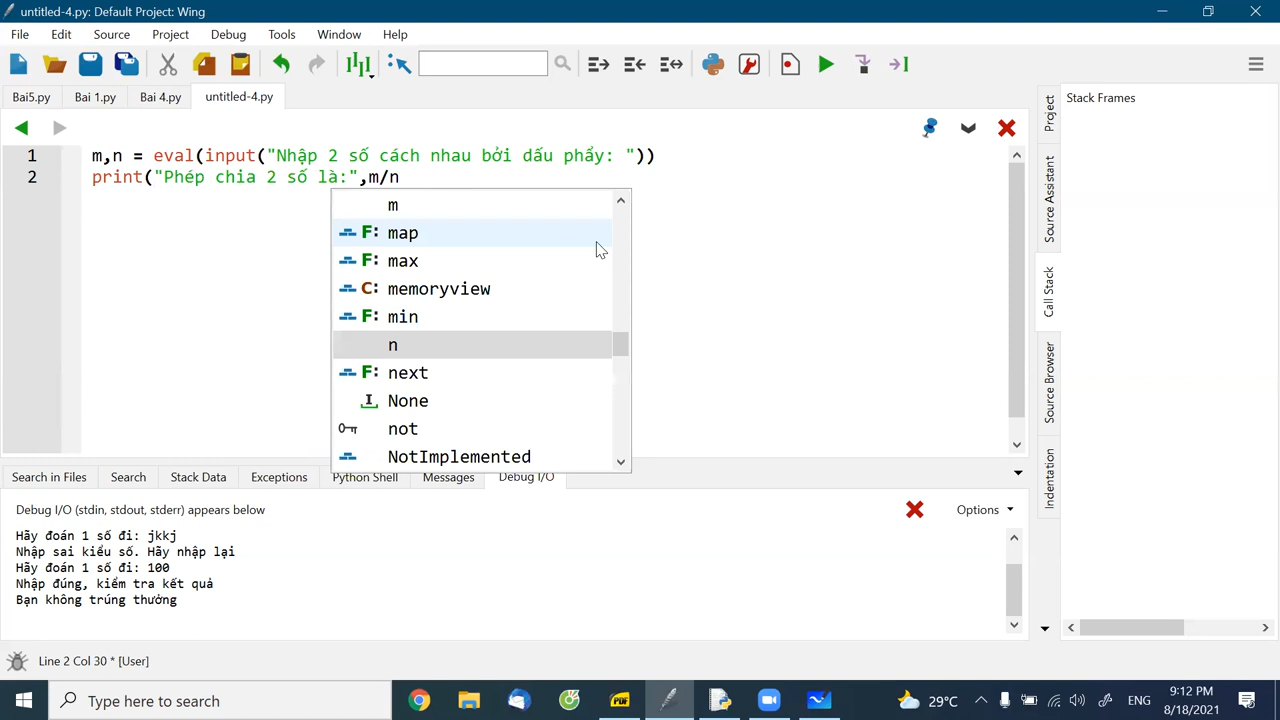 untitled-4.py: Default Project: Wing
File Edit Source Project Debug Tools Window Help
Bai5.py Bai 1.py Bai 4.py untitled-4.py
Stack Frames
1 m,n = eval(input("Nhập 2 số cách nhau bởi dấu phẩy: "))
2 print("Phép chia 2 số là:",m/n
m
F: map
F: max
C: memoryview
F: min
n
F: next
I None
not
NotImplemented
Project
Source Assistant
Call Stack
Source Browser
Indentation
Search in Files Search Stack Data Exceptions Python Shell Messages Debug I/O
Debug I/O (stdin, stdout, stderr) appears below
Options
Hãy đoán 1 số đi: jkkj
Nhập sai kiểu số. Hãy nhập lại
Hãy đoán 1 số đi: 100
Nhập đúng, kiểm tra kết quả
Bạn không trúng thưởng
Line 2 Col 30 * [User]
Type here to search
PDF
29°C
ENG
9:12 PM
8/18/2021